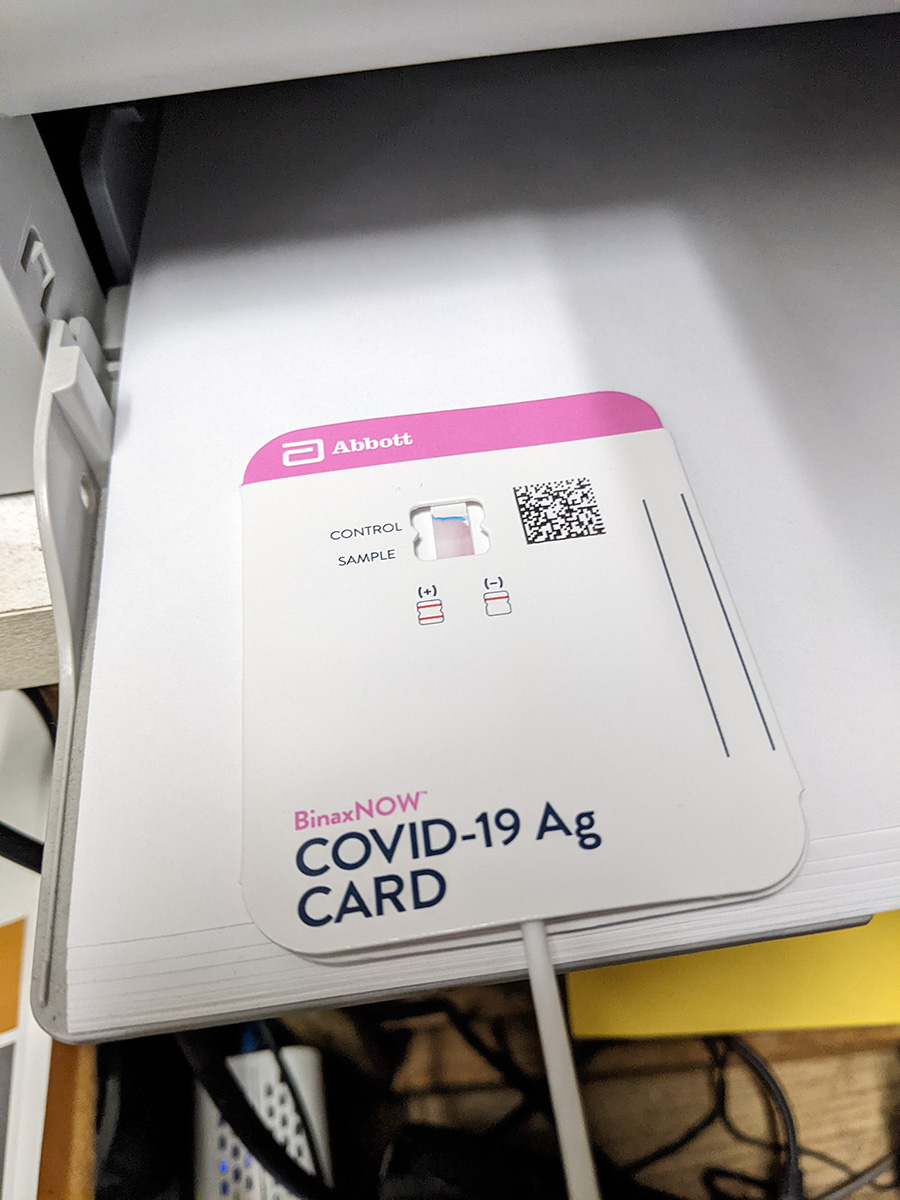 Abbott
CONTROL
SAMPLE
(+) (-)
BinaxNOW™
COVID-19 Ag
CARD